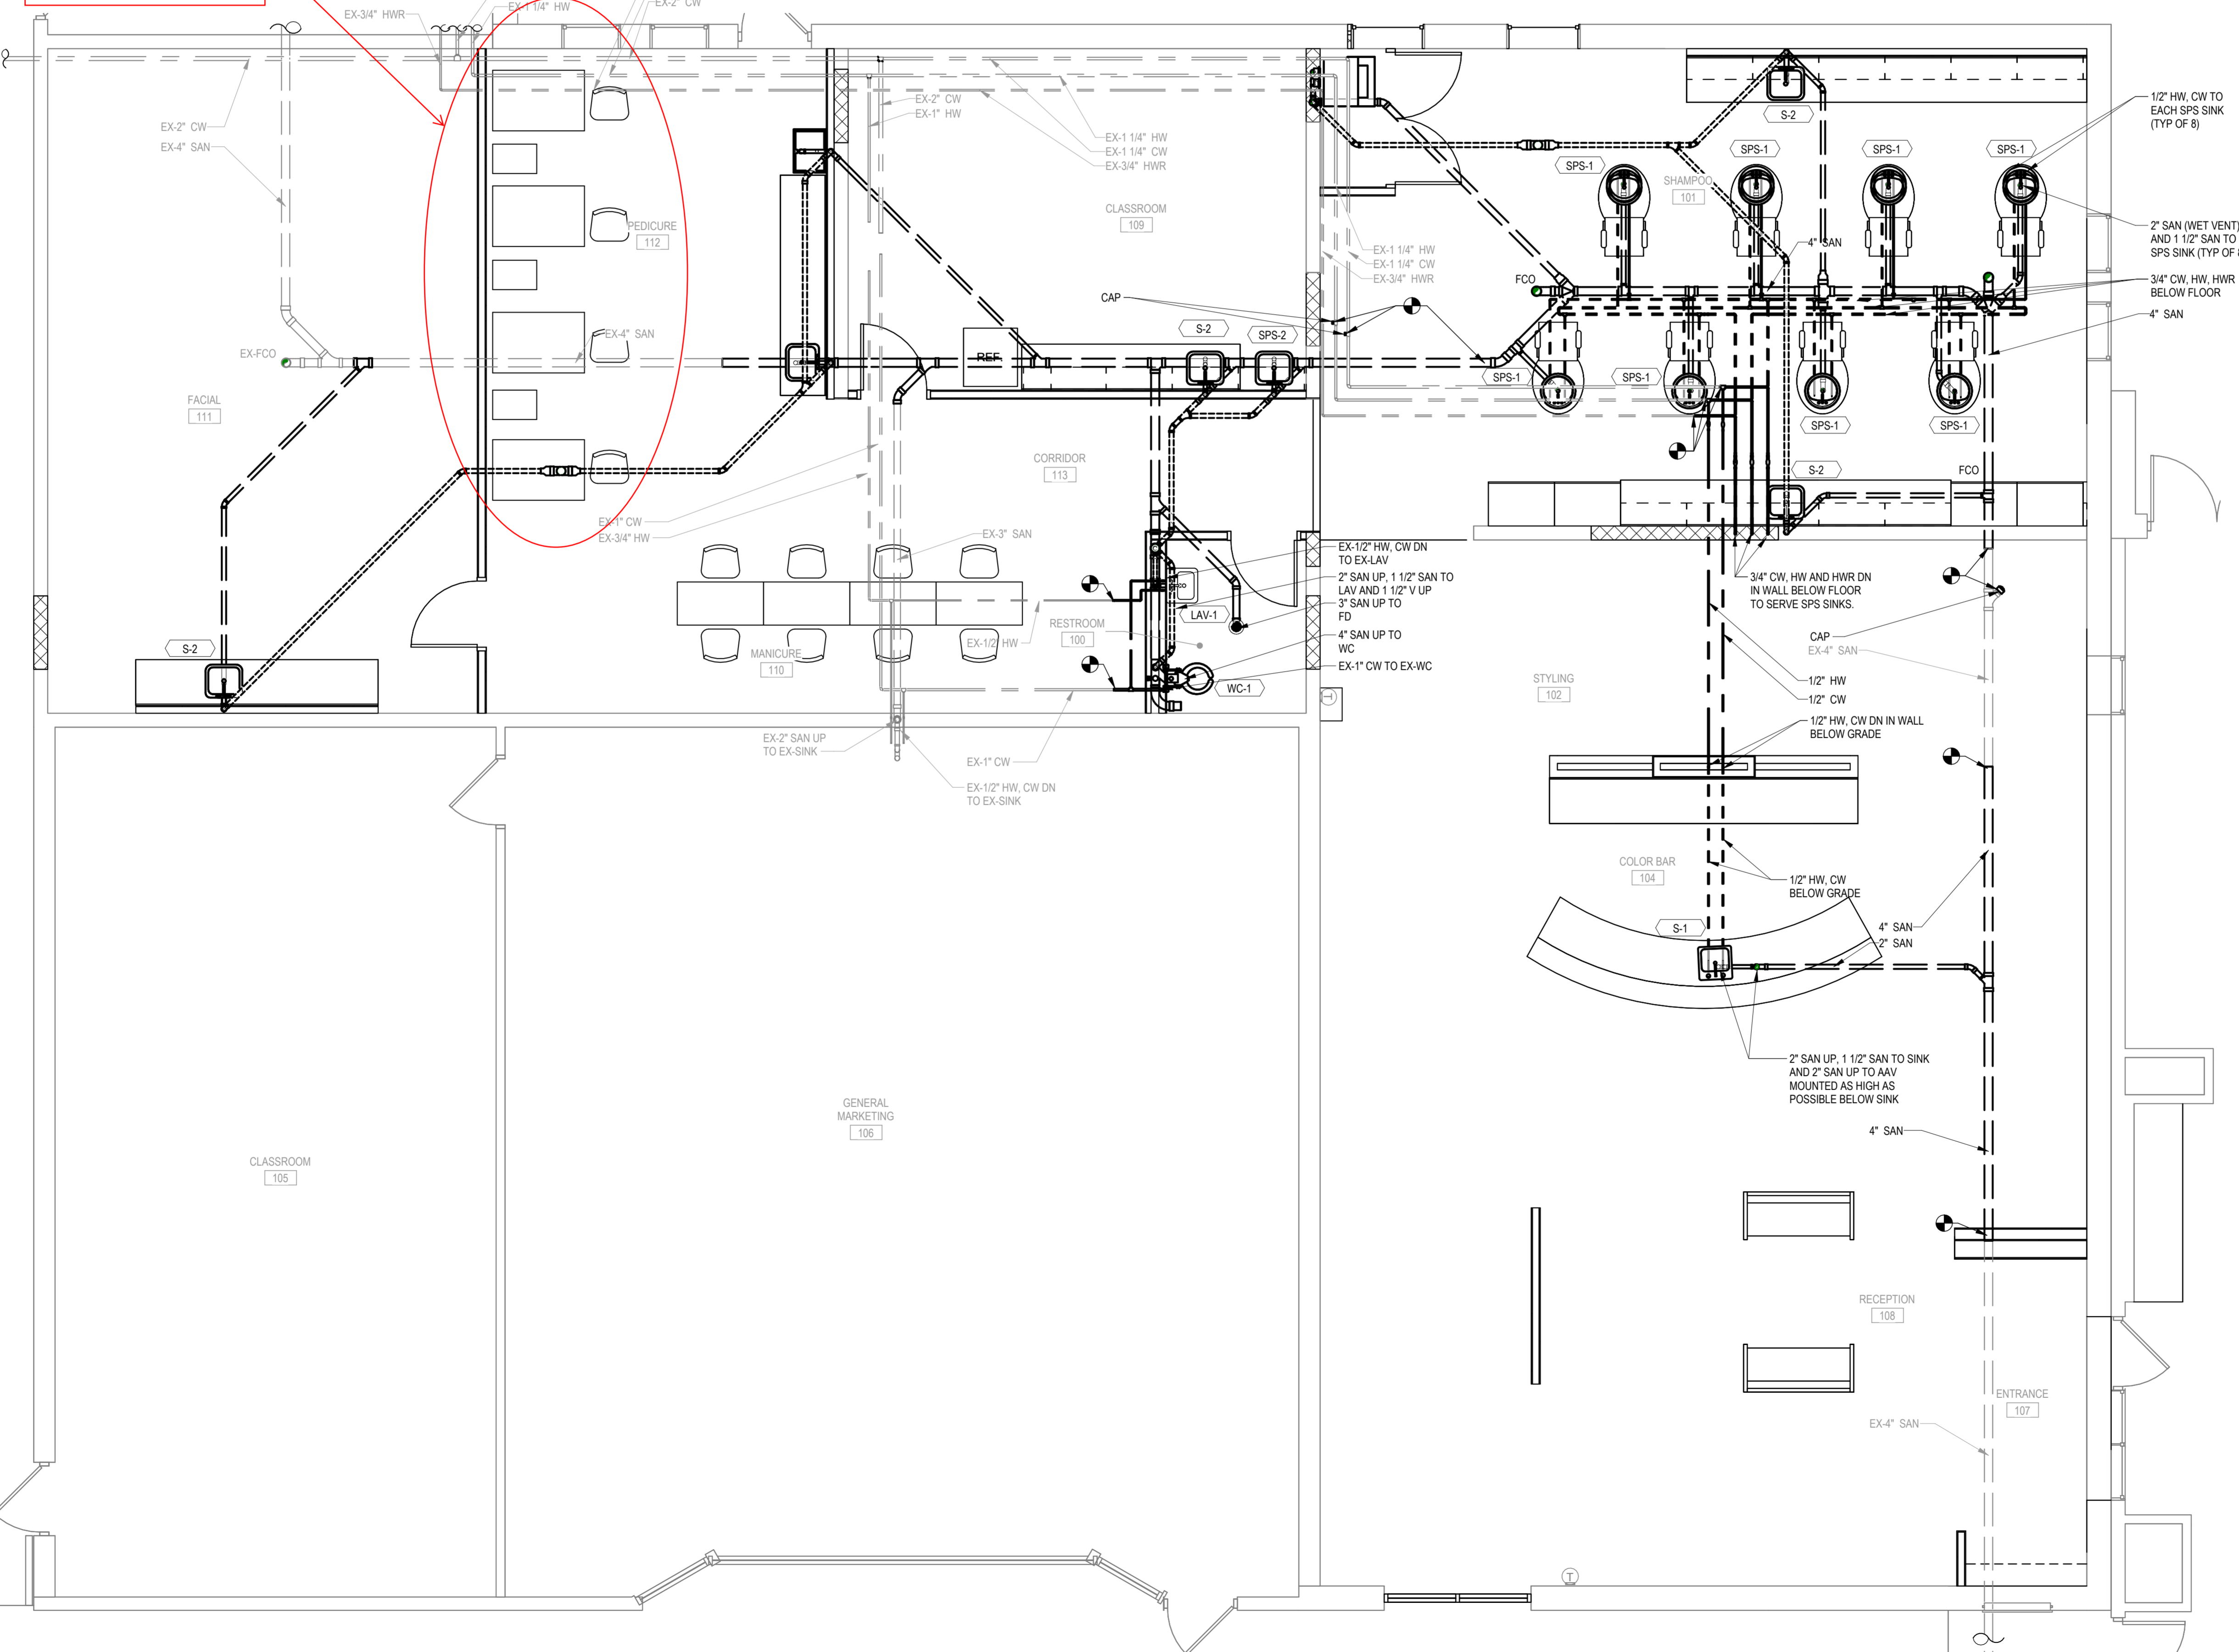 EX-3/4" HWR
EX-1 1/4" HW
EX-2" CW
EX-2" CW
EX-4" SAN
EX-2" CW
EX-1" HW
EX-1 1/4" HW
EX-1 1/4" CW
EX-3/4" HWR
PEDICURE
112
CLASSROOM
109
S-2
1/2" HW, CW TO
EACH SPS SINK
(TYP OF 8)
SPS-1
SPS-1
SPS-1
SPS-1
SHAMPOO
101
2" SAN (WET VENT)
AND 1 1/2" SAN TO
SPS SINK (TYP OF 8
4" SAN
EX-1 1/4" HW
EX-1 1/4" CW
EX-3/4" HWR
FCO
3/4" CW, HW, HWR
BELOW FLOOR
4" SAN
CAP
S-2
SPS-2
EX-4" SAN
EX-FCO
REF.
SPS-1
SPS-1
SPS-1
SPS-1
FACIAL
111
CORRIDOR
113
S-2
FCO
EX-1" CW
EX-3/4" HW
EX-3" SAN
EX-1/2" HW, CW DN
TO EX-LAV
2" SAN UP, 1 1/2" SAN TO
LAV AND 1 1/2" V UP
3" SAN UP TO
FD
4" SAN UP TO
WC
EX-1" CW TO EX-WC
3/4" CW, HW AND HWR DN
IN WALL BELOW FLOOR
TO SERVE SPS SINKS.
LAV-1
RESTROOM
100
EX-1/2" HW
CAP
EX-4" SAN
S-2
MANICURE
110
WC-1
T
STYLING
102
1/2" HW
1/2" CW
1/2" HW, CW DN IN WALL
BELOW GRADE
EX-2" SAN UP
TO EX-SINK
EX-1" CW
EX-1/2" HW, CW DN
TO EX-SINK
COLOR BAR
104
1/2" HW, CW
BELOW GRADE
S-1
4" SAN
2" SAN
2" SAN UP, 1 1/2" SAN TO SINK
AND 2" SAN UP TO AAV
MOUNTED AS HIGH AS
POSSIBLE BELOW SINK
GENERAL
MARKETING
106
4" SAN
CLASSROOM
105
RECEPTION
108
ENTRANCE
107
EX-4" SAN
T